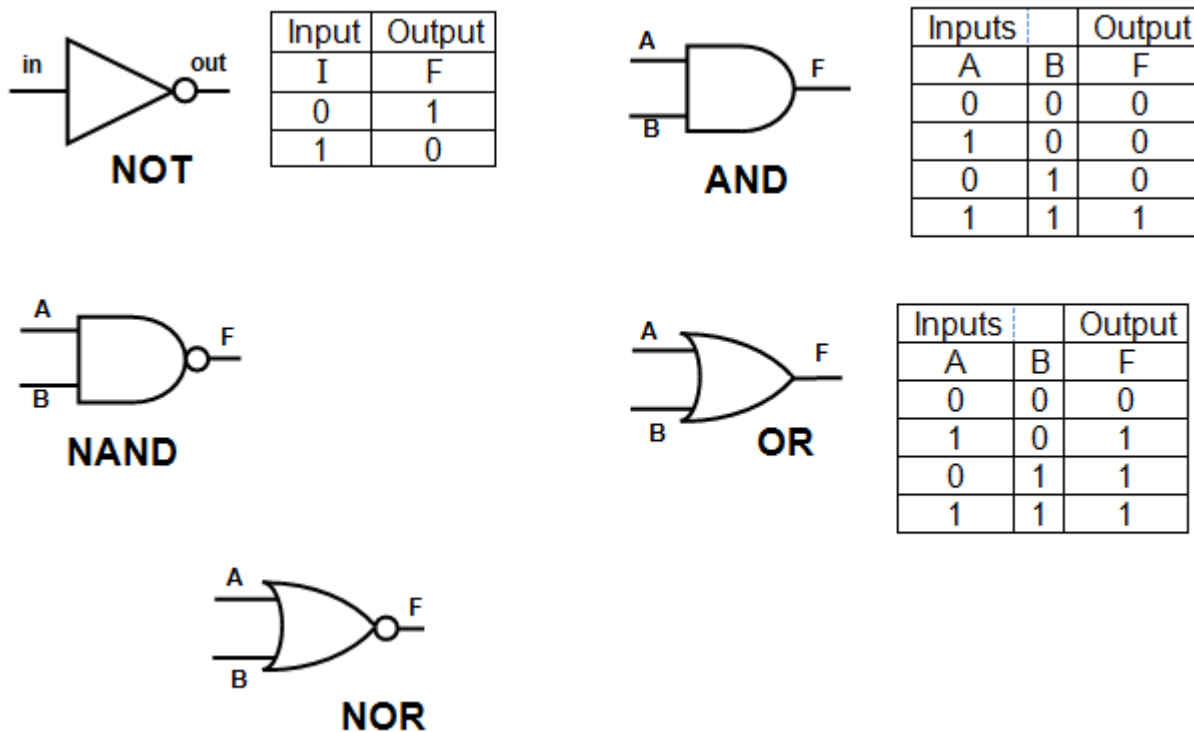 in
out
NOT
Input Output
I F
0 1
1 0
A
B
F
AND
Inputs Output
A B F
0 0 0
1 0 0
0 1 0
1 1 1
A
B
F
NAND
A
B
F
OR
Inputs Output
A B F
0 0 0
1 0 1
0 1 1
1 1 1
A
B
F
NOR